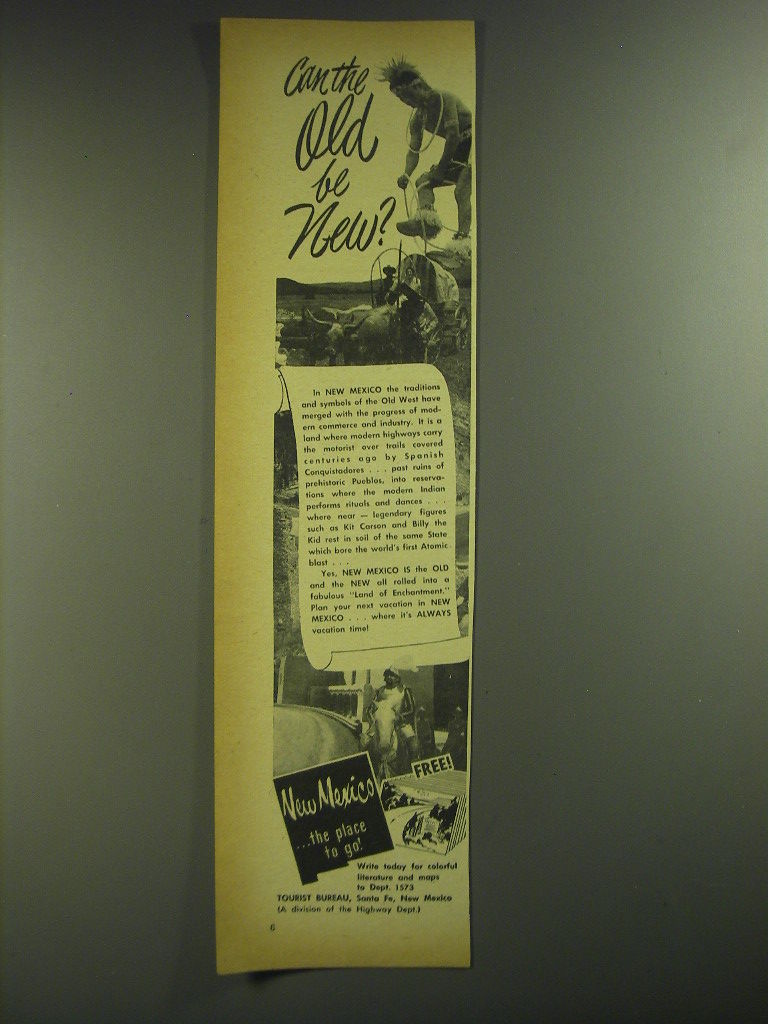 Can the
Old
be
New?
In NEW MEXICO the traditions
and symbols of the Old West have
merged with the progress of mod-
ern commerce and industry. It is a
land where modern highways carry
the motorist over trails covered
centuries ago by Spanish
Conquistadores . . . past ruins of
prehistoric Pueblos, into reserva-
tions where the modern Indian
performs rituals and dances . . .
where near — legendary figures
such as Kit Carson and Billy the
Kid rest in soil of the same State
which bore the world's first Atomic
blast . . .
Yes, NEW MEXICO IS the OLD
and the NEW all rolled into a
fabulous "Land of Enchantment."
Plan your next vacation in NEW
MEXICO . . . where it's ALWAYS
vacation time!
FREE!
New Mexico
...the place
to go!
Write today for colorful
literature and maps
to Dept. 1573
TOURIST BUREAU, Santa Fe, New Mexico
(A division of the Highway Dept.)
6